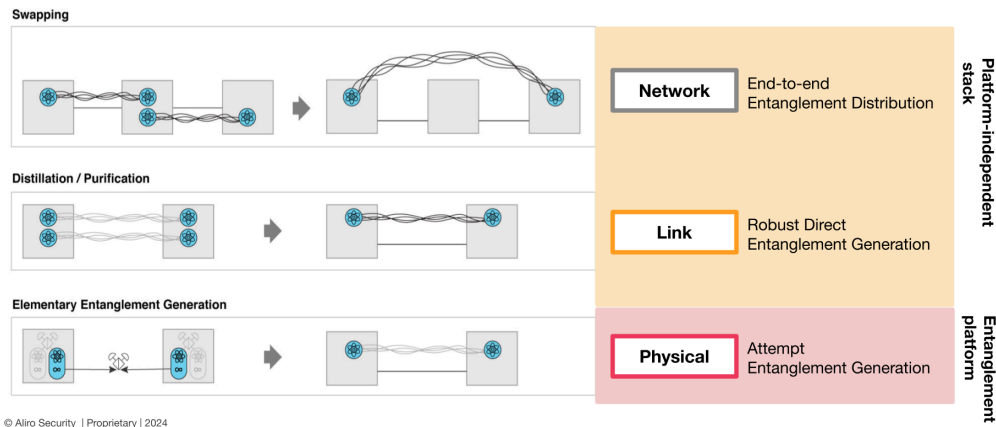 Swapping
Network
End-to-end
Entanglement Distribution
Platform-independent
stack
Distillation / Purification
Link
Robust Direct
Entanglement Generation
Elementary Entanglement Generation
∞
∞
∞
∞
Physical
Attempt
Entanglement Generation
Entanglement
platform
© Aliro Security | Proprietary | 2024